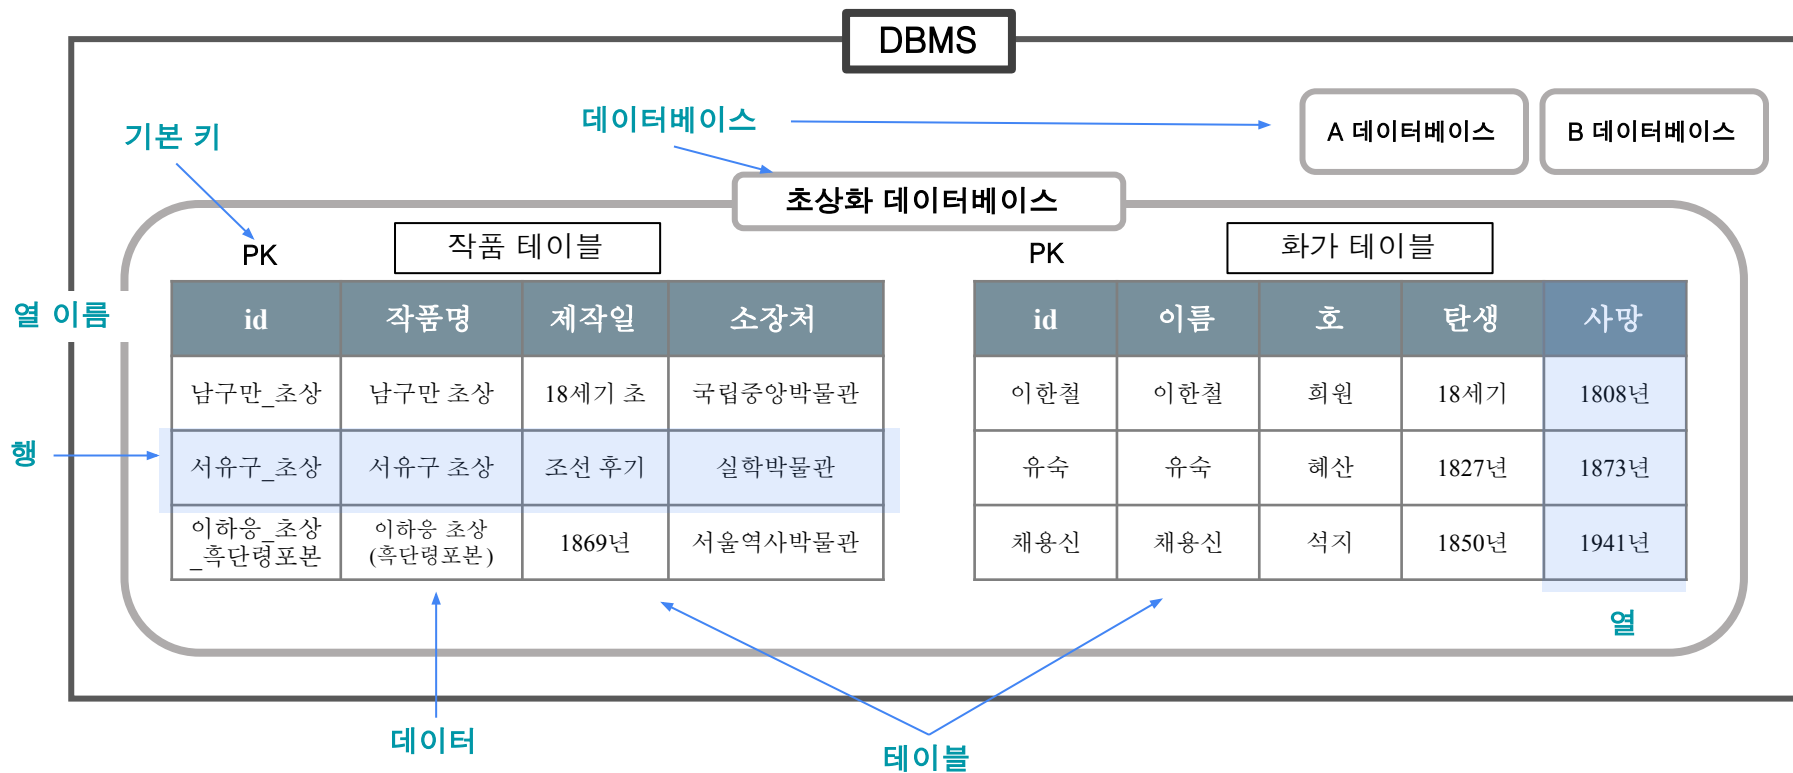 DBMS
기본 키
데이터베이스
A 데이터베이스
B 데이터베이스
초상화 데이터베이스
PK
작품 테이블
PK
화가 테이블
열 이름
id 작품명 제작일 소장처
남구만_초상 남구만 초상 18세기 초 국립중앙박물관
행
서유구_초상 서유구 초상 조선 후기 실학박물관
이하응_초상
_흑단령포본
이하응 초상
(흑단령포본)
1869년 서울역사박물관
id 이름 호 탄생 사망
이한철 이한철 희원 18세기 1808년
유숙 유숙 혜산 1827년 1873년
채용신 채용신 석지 1850년 1941년
열
데이터
테이블